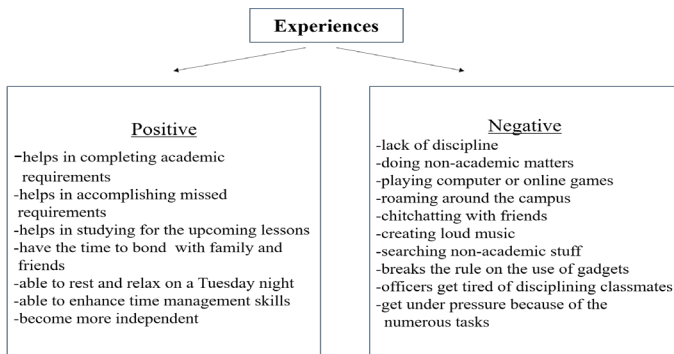 Experiences
Positive
-helps in completing academic
requirements
-helps in accomplishing missed
requirements
-helps in studying for the upcoming lessons
-have the time to bond with family and
friends
-able to rest and relax on a Tuesday night
-able to enhance time management skills
-become more independent
Negative
-lack of discipline
-doing non-academic matters
-playing computer or online games
-roaming around the campus
-chitchatting with friends
-creating loud music
-searching non-academic stuff
-breaks the rule on the use of gadgets
-officers get tired of disciplining classmates
-get under pressure because of the
numerous tasks